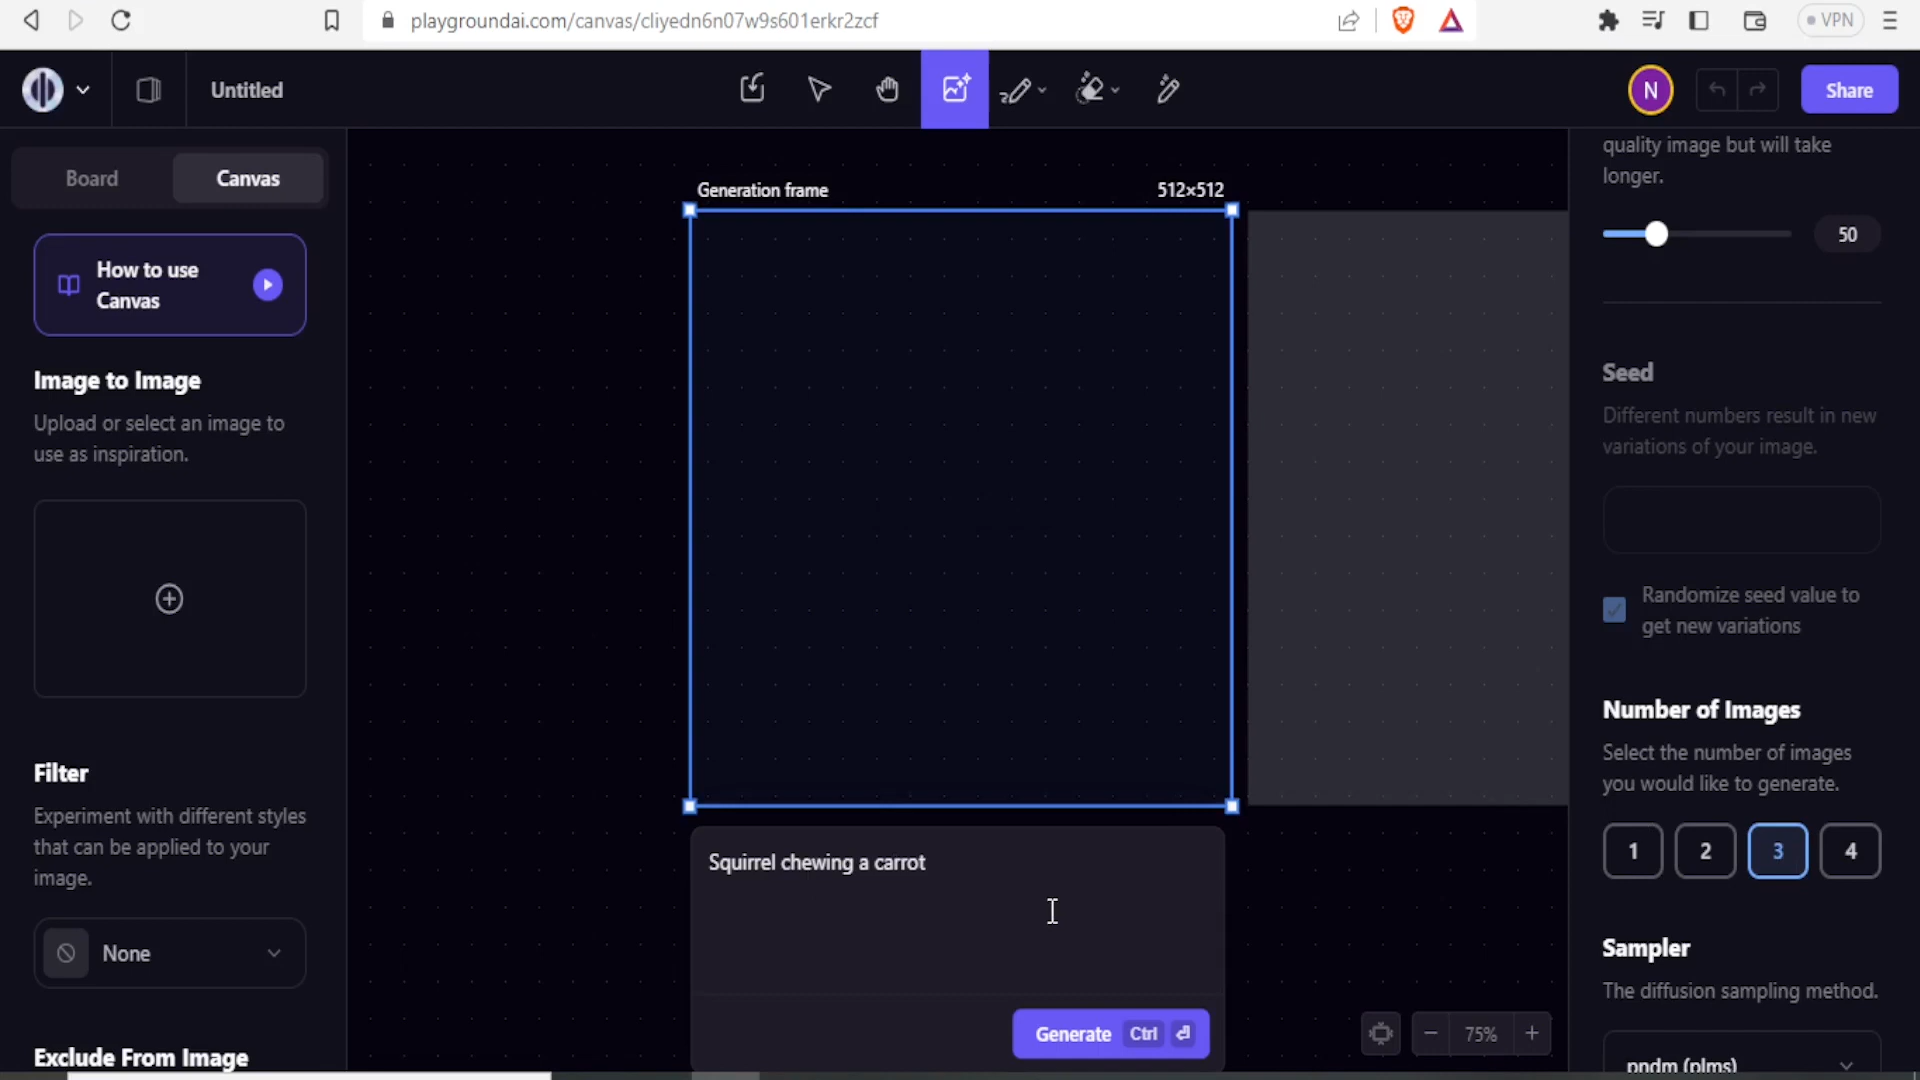 playgroundai.com/canvas/cliyedn6n07w9s601erkr2zcf
VPN
Untitled
N
Share
Board
Canvas
How to use
Canvas
Image to Image
Upload or select an image to
use as inspiration.
Filter
Experiment with different styles
that can be applied to your
image.
None
Exclude From Image
Generation frame
512×512
Squirrel chewing a carrot
Generate Ctrl
75%
quality image but will take
longer.
50
Seed
Different numbers result in new
variations of your image.
Randomize seed value to
get new variations
Number of Images
Select the number of images
you would like to generate.
1
2
3
4
Sampler
The diffusion sampling method.
pndm (plms)